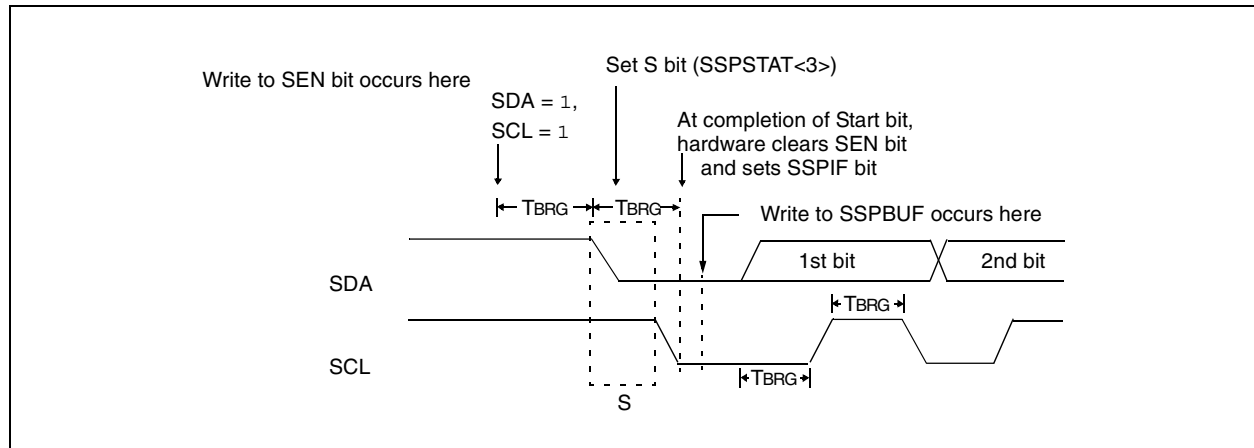 Set S bit (SSPSTAT<3>)
Write to SEN bit occurs here
SDA = 1,
SCL = 1
At completion of Start bit,
hardware clears SEN bit
and sets SSPIF bit
TBRG TBRG
Write to SSPBUF occurs here
SDA
1st bit
2nd bit
TBRG
SCL
TBRG
S